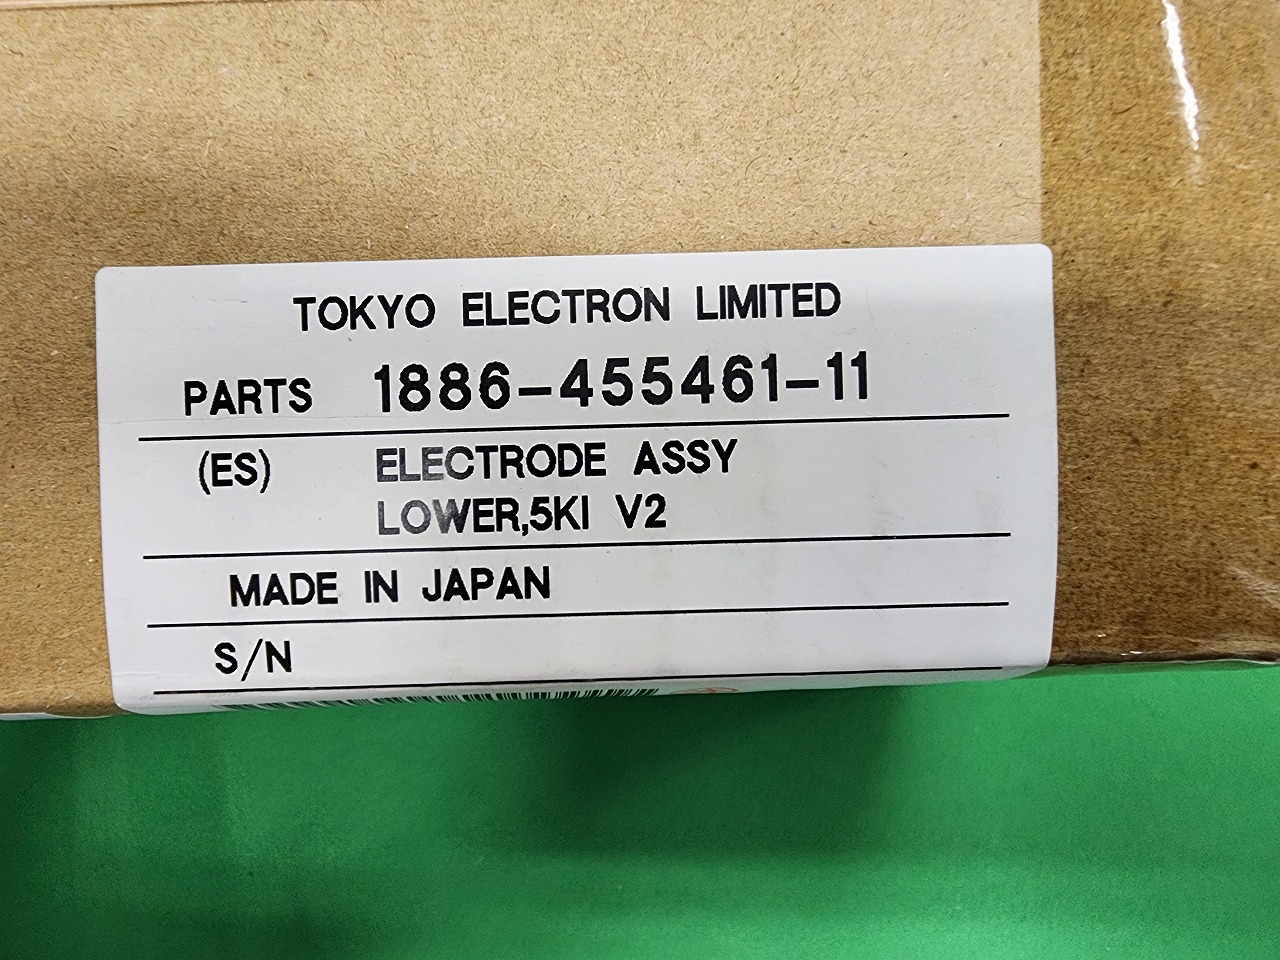 TOKYO ELECTRON LIMITED
PARTS 1886-455461-11
(ES) ELECTRODE ASSY
LOWER,5KI V2
MADE IN JAPAN
S/N